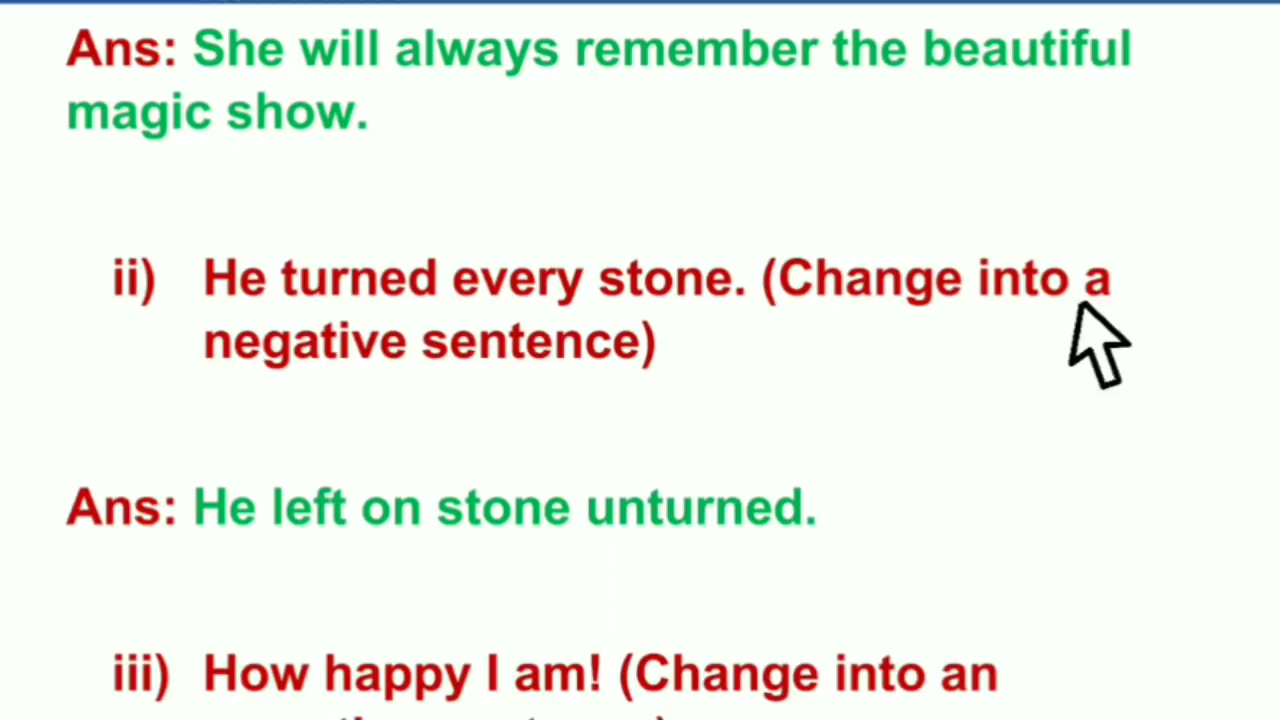 Ans: She will always remember the beautiful
magic show.
ii) He turned every stone. (Change into a
negative sentence)
Ans: He left on stone unturned.
iii) How happy I am! (Change into an